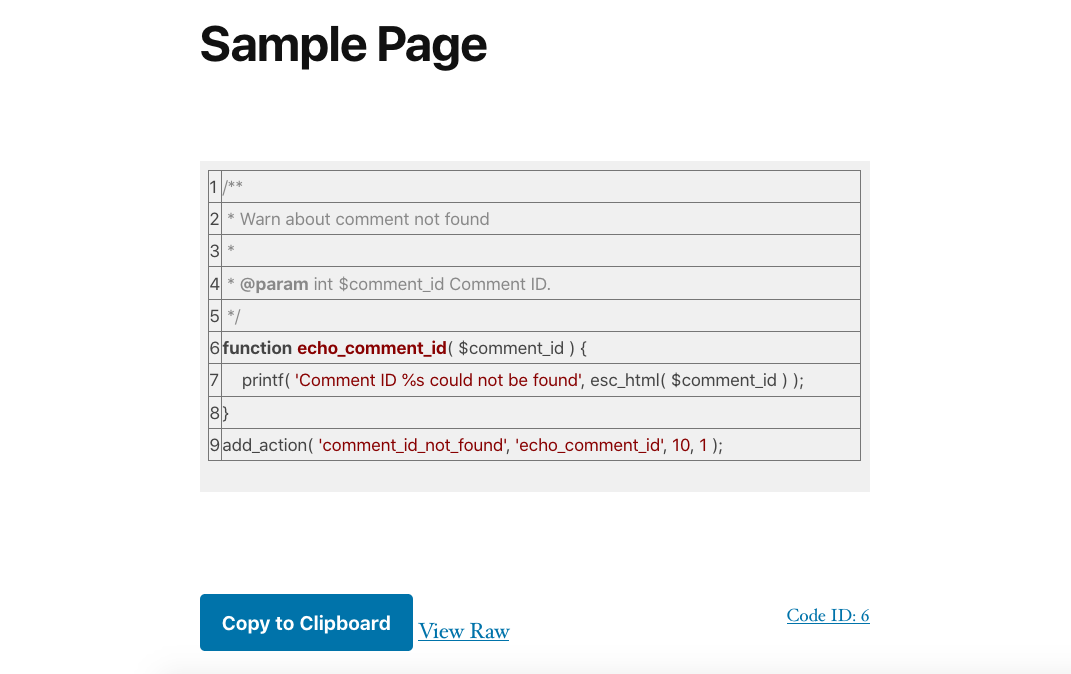 Sample Page
1 /**
2  * Warn about comment not found
3  *
4  * @param int $comment_id Comment ID.
5  */
6 function echo_comment_id( $comment_id ) {
7     printf( 'Comment ID %s could not be found', esc_html( $comment_id ) );
8 }
9 add_action( 'comment_id_not_found', 'echo_comment_id', 10, 1 );
Copy to Clipboard View Raw Code ID: 6